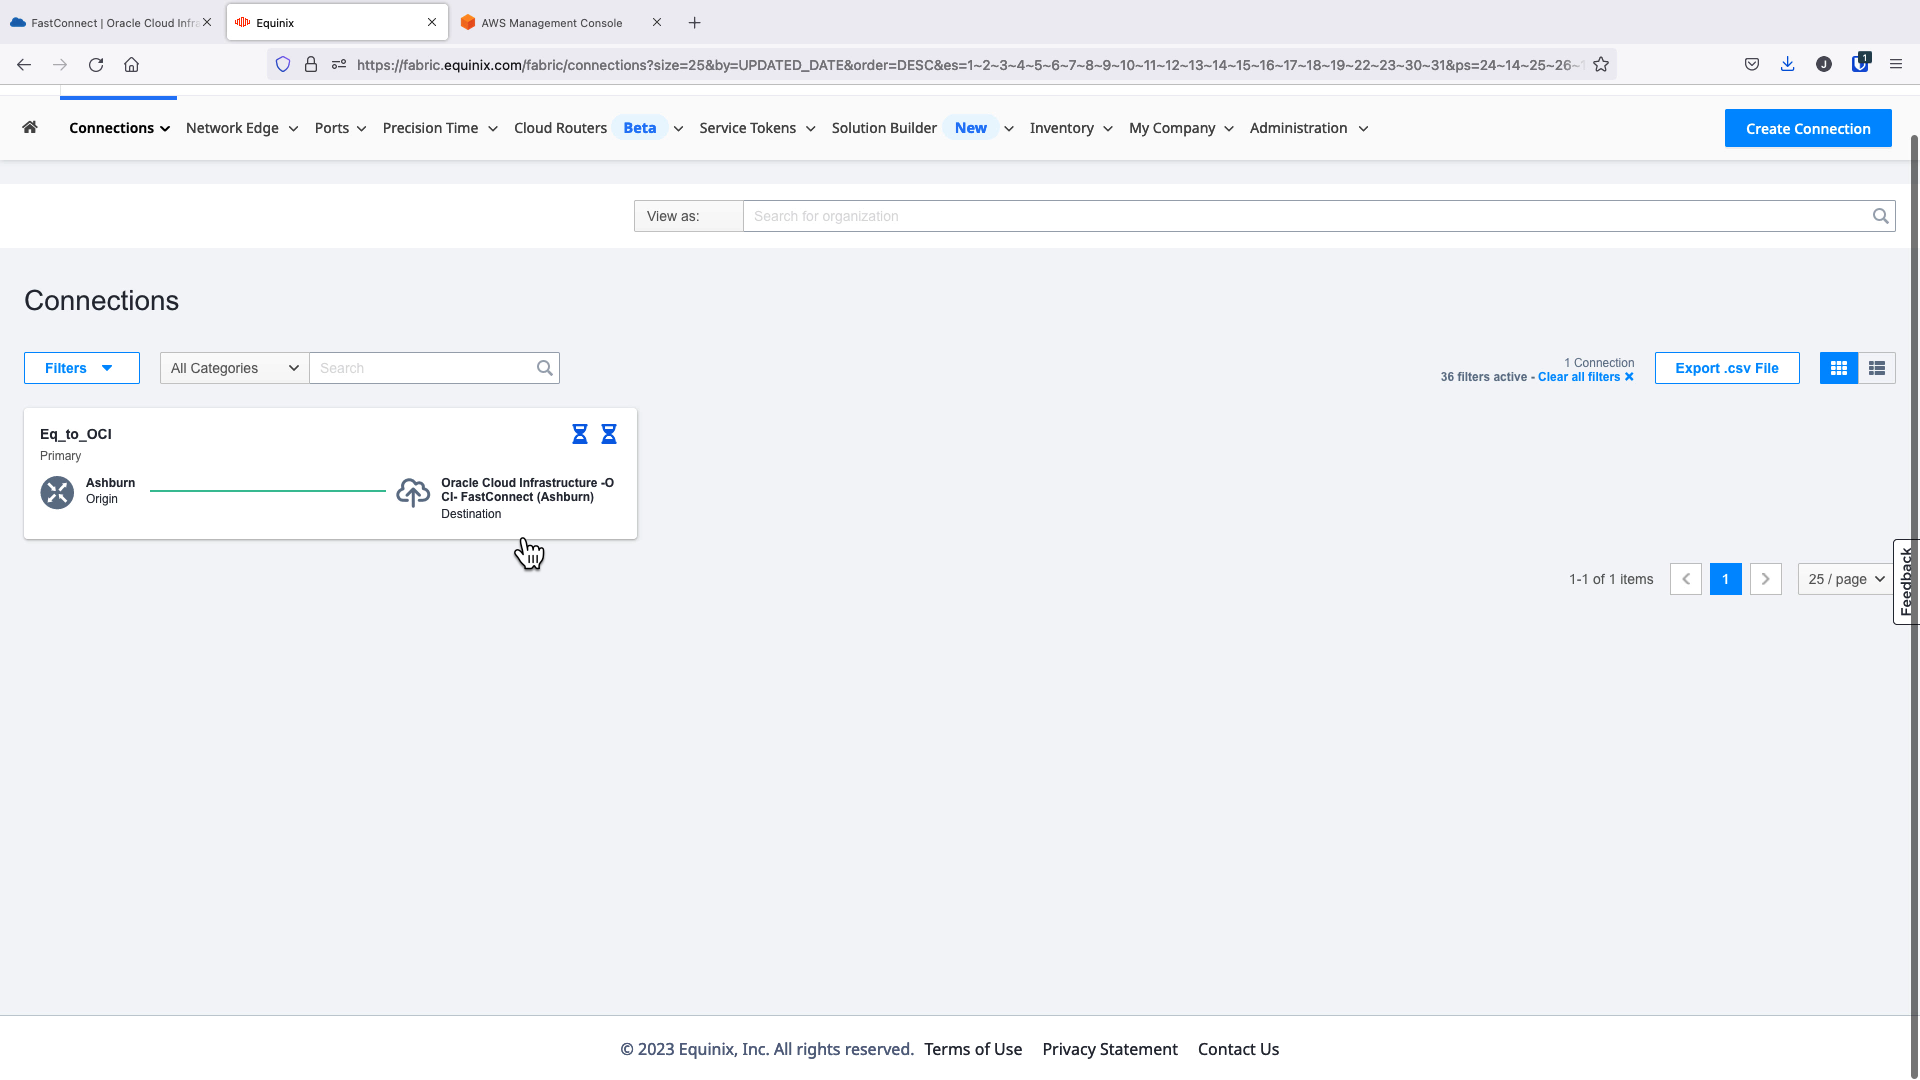 FastConnect | Oracle Cloud Infra
Equinix
AWS Management Console
https://fabric.equinix.com/fabric/connections?size=25&by=UPDATED_DATE&order=DESC&es=1~2~3~4~5~6~7~8~9~10~11~12~13~14~15~16~17~18~19~22~23~30~31&ps=24~14~25~26~1
J
1
Connections
Network Edge
Ports
Precision Time
Cloud Routers Beta
Service Tokens
Solution Builder New
Inventory
My Company
Administration
Create Connection
View as:
Search for organization
Connections
Filters
All Categories
Search
1 Connection
36 filters active - Clear all filters
Export .csv File
Eq_to_OCI
Primary
Ashburn
Origin
Oracle Cloud Infrastructure -O
CI- FastConnect (Ashburn)
Destination
1-1 of 1 items
1
25 / page
Feedback
© 2023 Equinix, Inc. All rights reserved. Terms of Use Privacy Statement Contact Us